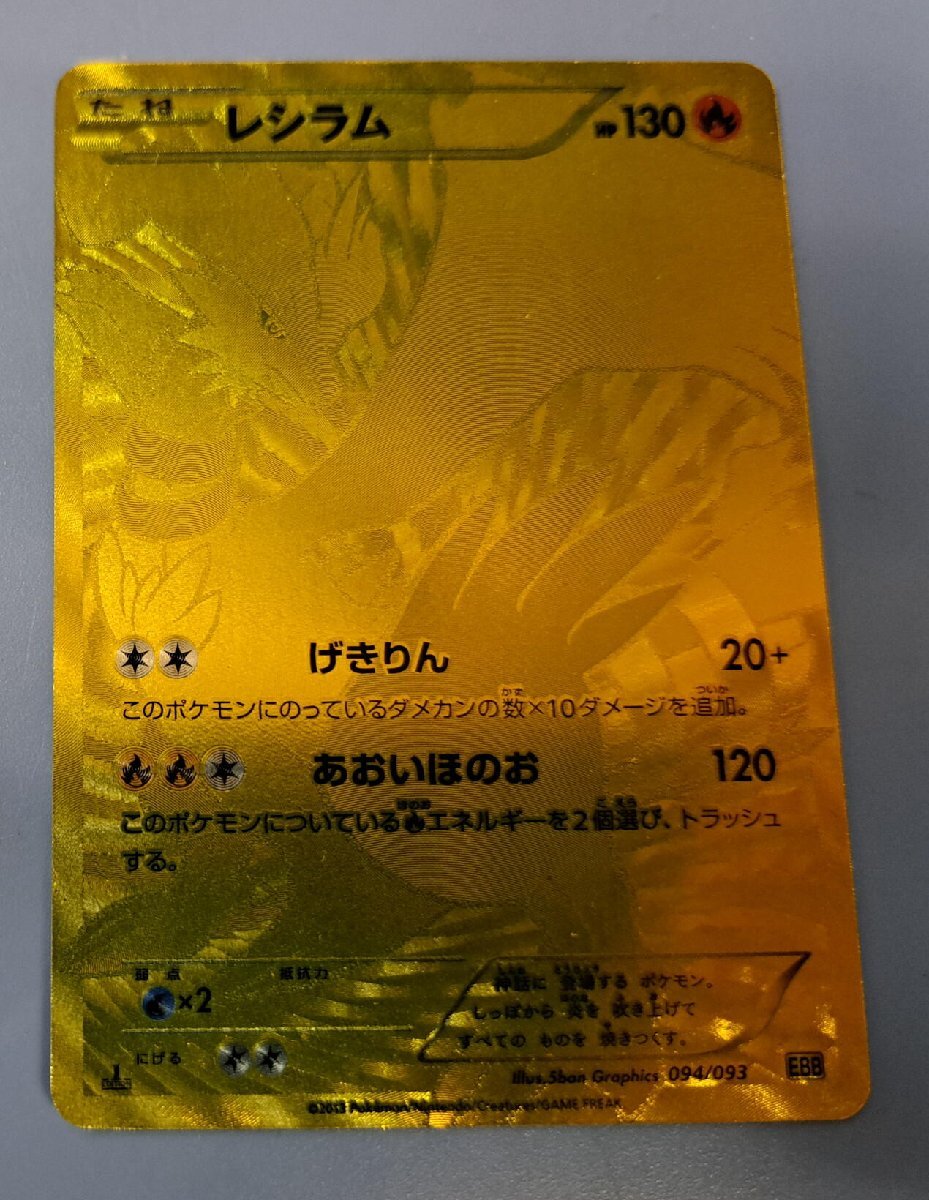 たね レシラム HP130
げきりん 20+
このポケモンにのっているダメカンの数×10ダメージを追加。
あおいほのお 120
このポケモンについているエネルギーを2個選び、トラッシュ
する。
弱点 抵抗力
×2
にげる
神話に 登場する ポケモン。
しっぽから 炎を 吹き上げて
すべての ものを 焼きつくす。
Illus.5ban Graphics 094/093 EBB
©2013 Pokémon/Nintendo/Creatures/GAME FREAK